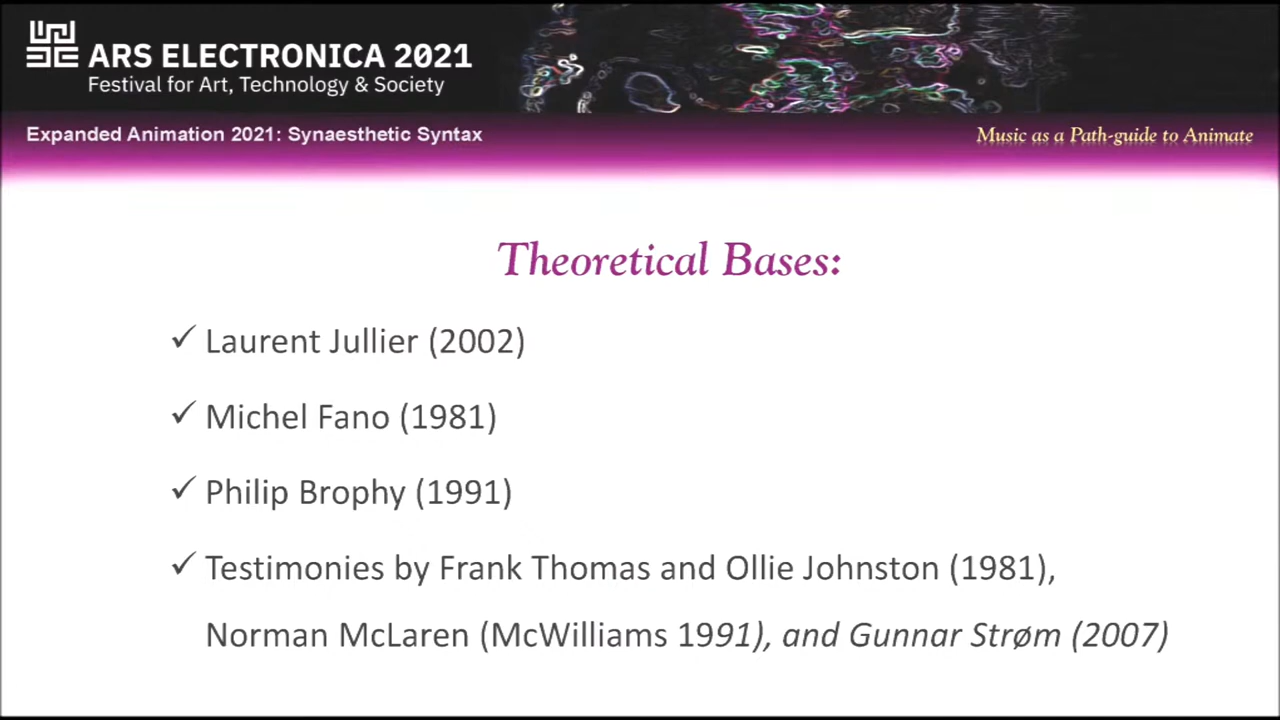 ARS ELECTRONICA 2021
Festival for Art, Technology & Society
Expanded Animation 2021: Synaesthetic Syntax
Music as a Path-guide to Animate
Theoretical Bases:
✓ Laurent Jullier (2002)
✓ Michel Fano (1981)
✓ Philip Brophy (1991)
✓ Testimonies by Frank Thomas and Ollie Johnston (1981),
Norman McLaren (McWilliams 1991), and Gunnar Strøm (2007)